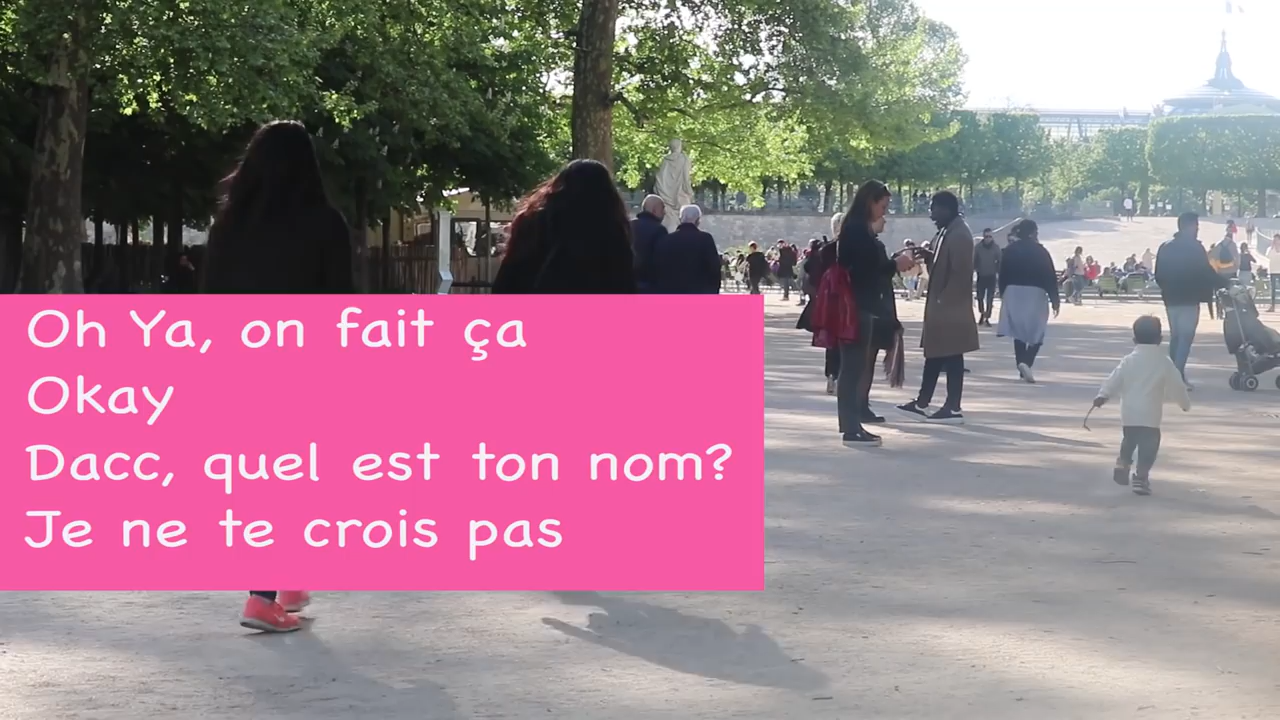 Oh Ya, on fait ça
Okay
Dacc, quel est ton nom?
Je ne te crois pas